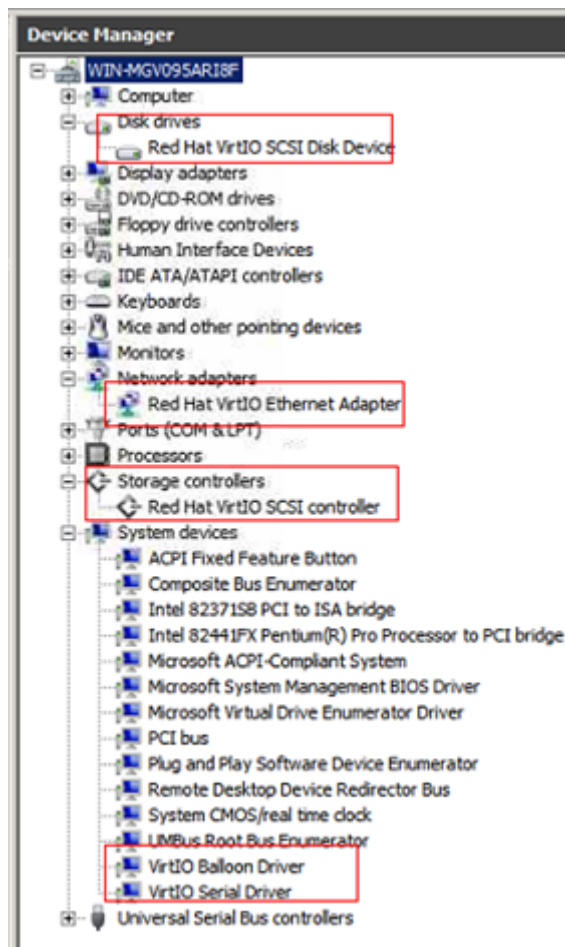 Device Manager
WIN-MGV095ARI8F
Computer
Disk drives
Red Hat VirtIO SCSI Disk Device
Display adapters
DVD/CD-ROM drives
Floppy drive controllers
Human Interface Devices
IDE ATA/ATAPI controllers
Keyboards
Mice and other pointing devices
Monitors
Network adapters
Red Hat VirtIO Ethernet Adapter
Ports (COM & LPT)
Processors
Storage controllers
Red Hat VirtIO SCSI controller
System devices
ACPI Fixed Feature Button
Composite Bus Enumerator
Intel 82371SB PCI to ISA bridge
Intel 82441FX Pentium(R) Pro Processor to PCI bridge
Microsoft ACPI-Compliant System
Microsoft System Management BIOS Driver
Microsoft Virtual Drive Enumerator Driver
PCI bus
Plug and Play Software Device Enumerator
Remote Desktop Device Redirector Bus
System CMOS/real time clock
UMBus Root Bus Enumerator
VirtIO Balloon Driver
VirtIO Serial Driver
Universal Serial Bus controllers